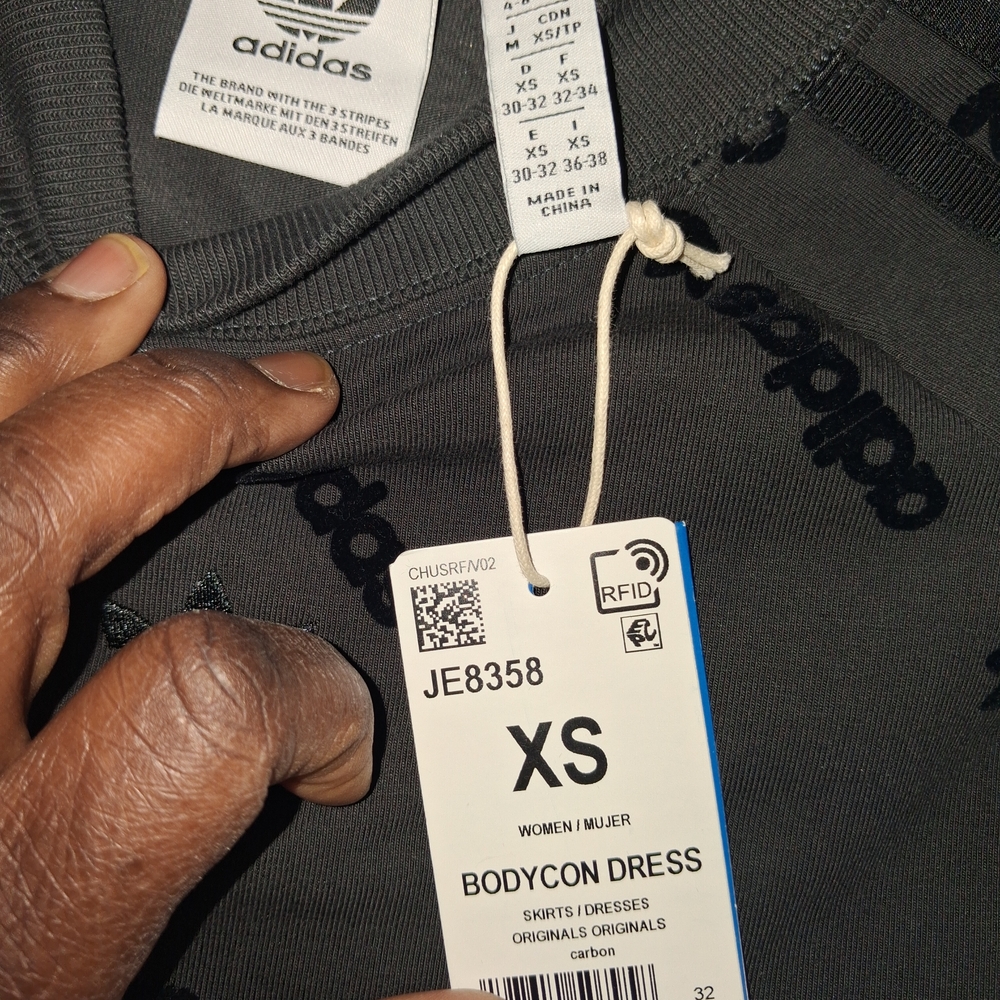 adidas
THE BRAND WITH THE 3 STRIPES
DIE WELTMARKE MIT DEN 3 STREIFEN
LA MARQUE AUX 3 BANDES
J CDN
M XS/TP
D F
XS XS
30-32 32-34
E I
XS XS
30-32 36-38
MADE IN
CHINA
adidas
das
CHUSRF/V02
RFID
JE8358
XS
WOMEN / MUJER
BODYCON DRESS
SKIRTS / DRESSES
ORIGINALS ORIGINALS
carbon
32